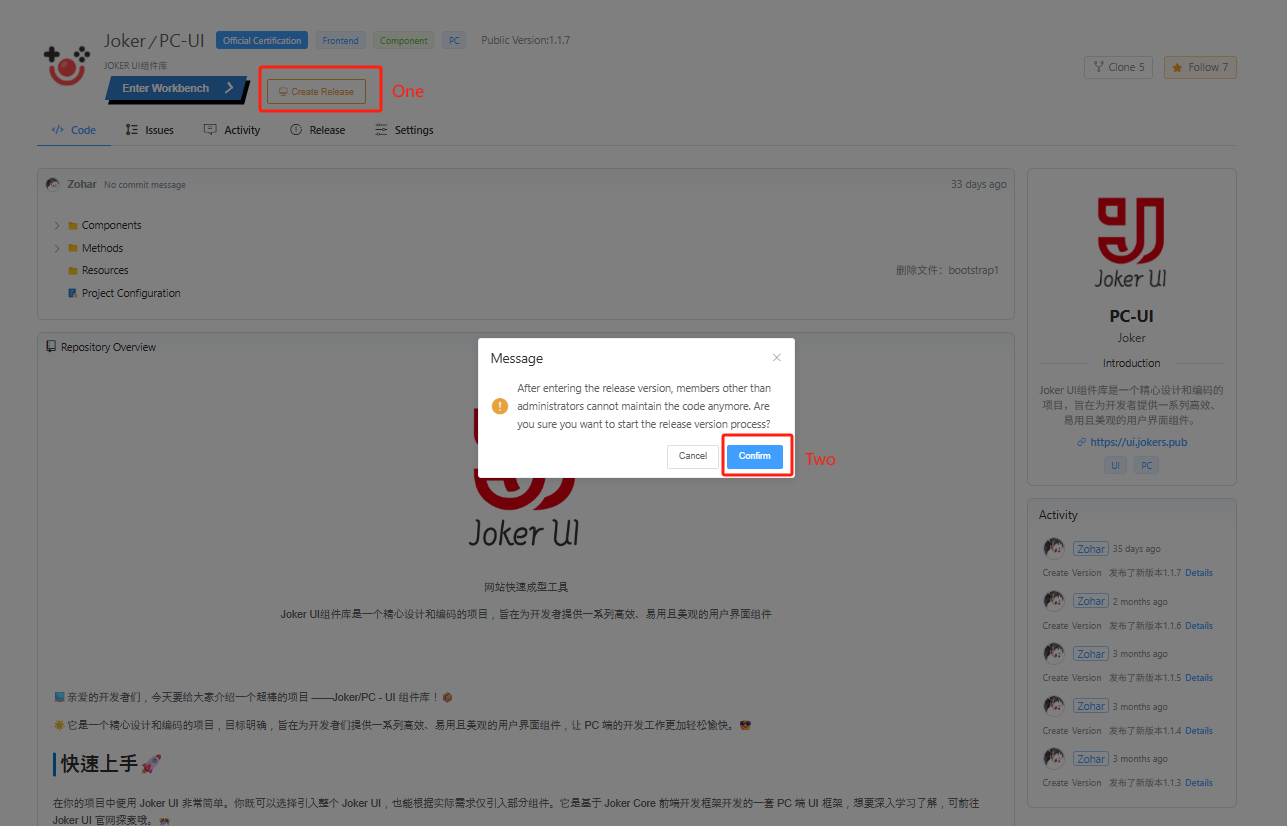 Joker / PC-UI Official Certification Frontend Component PC Public Version:1.1.7
JOKER UI组件库
Clone 5 Follow 7
Enter Workbench Create Release One
Code Issues Activity Release Settings
Zohar No commit message 33 days ago
Components
Methods
Resources 删除文件：bootstrap1
Project Configuration
Joker UI
PC-UI
Joker
Introduction
Joker UI组件库是一个精心设计和编码的
项目，旨在为开发者提供一系列高效、
易用且美观的用户界面组件。
https://ui.jokers.pub
UI PC
Repository Overview
Message
After entering the release version, members other than
administrators cannot maintain the code anymore. Are
you sure you want to start the release version process?
Cancel Confirm Two
Joker UI
网站快速成型工具
Joker UI组件库是一个精心设计和编码的项目，旨在为开发者提供一系列高效、易用且美观的用户界面组件
亲爱的开发者们，今天要给大家介绍一个超棒的项目 ——Joker/PC - UI 组件库！
它是一个精心设计和编码的项目，目标明确，旨在为开发者们提供一系列高效、易用且美观的用户界面组件，让 PC 端的开发工作更加轻松愉快。
快速上手
在你的项目中使用 Joker UI 非常简单。你既可以选择引入整个 Joker UI，也能根据实际需求仅引入部分组件。它是基于 Joker Core 前端开发框架开发的一套 PC 端 UI 框架，想要深入学习了解，可前往
Joker UI 官网探索哦。
Activity
Zohar 35 days ago
Create Version 发布了新版本1.1.7 Details
Zohar 2 months ago
Create Version 发布了新版本1.1.6 Details
Zohar 3 months ago
Create Version 发布了新版本1.1.5 Details
Zohar 3 months ago
Create Version 发布了新版本1.1.4 Details
Zohar 3 months ago
Create Version 发布了新版本1.1.3 Details